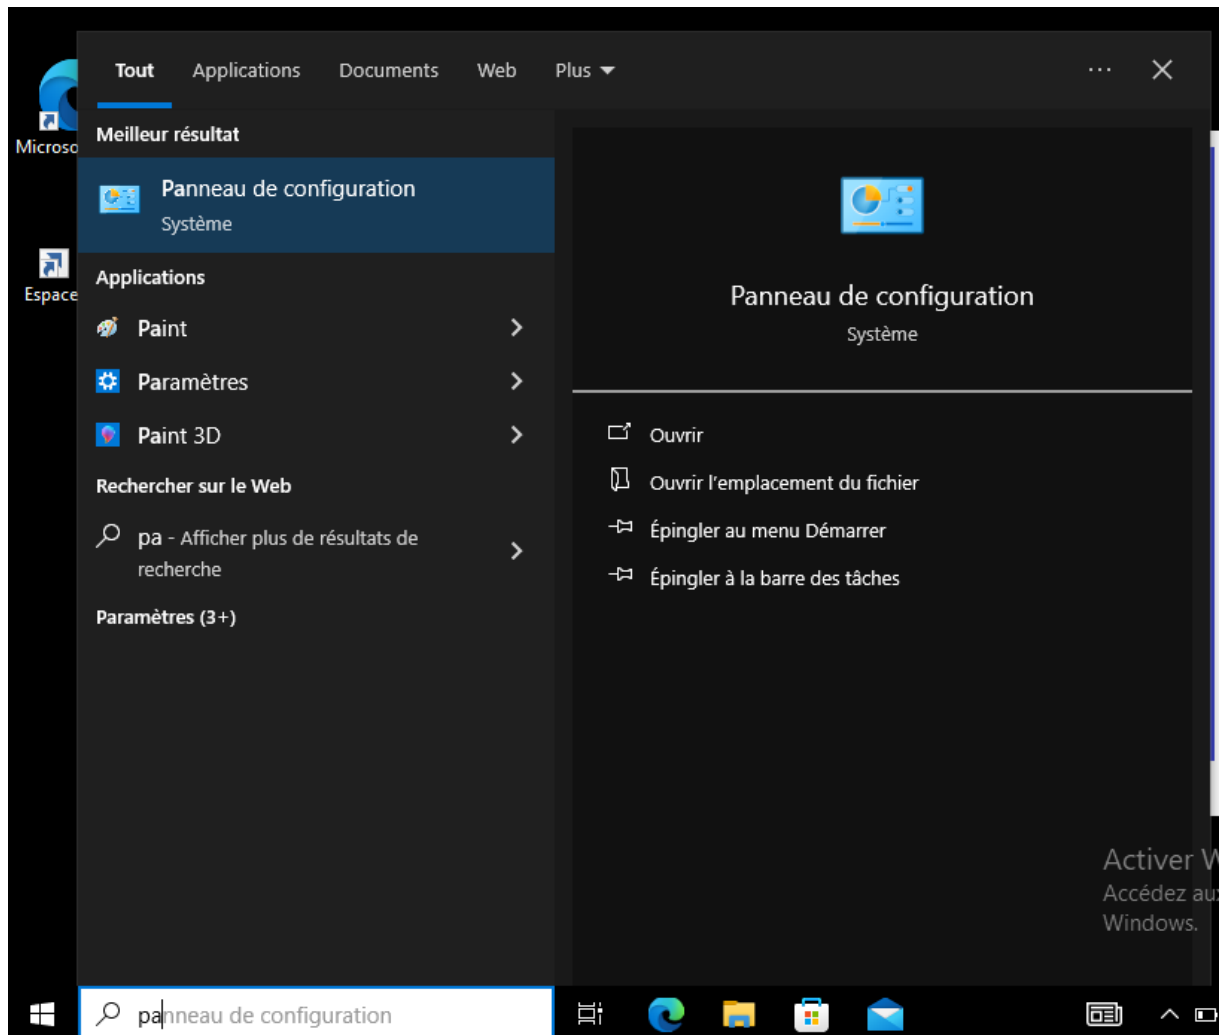 Tout Applications Documents Web Plus
Meilleur résultat
Microso
Panneau de configuration
Système
Applications
Espace
Paint
Paramètres
Paint 3D
Rechercher sur le Web
pa - Afficher plus de résultats de
recherche
Paramètres (3+)
Panneau de configuration
Système
Ouvrir
Ouvrir l'emplacement du fichier
Épingler au menu Démarrer
Épingler à la barre des tâches
Activer W
Accédez aux
Windows.
panneau de configuration